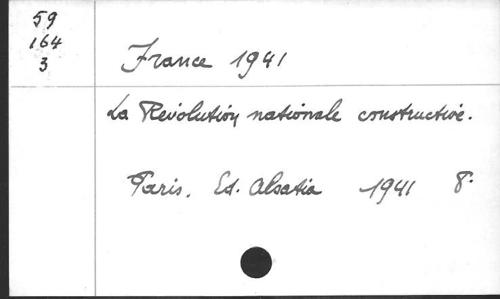 59
164
3
France 1941
La Révolution nationale constructive.
Paris. Ed. Alsatia 1941 8°